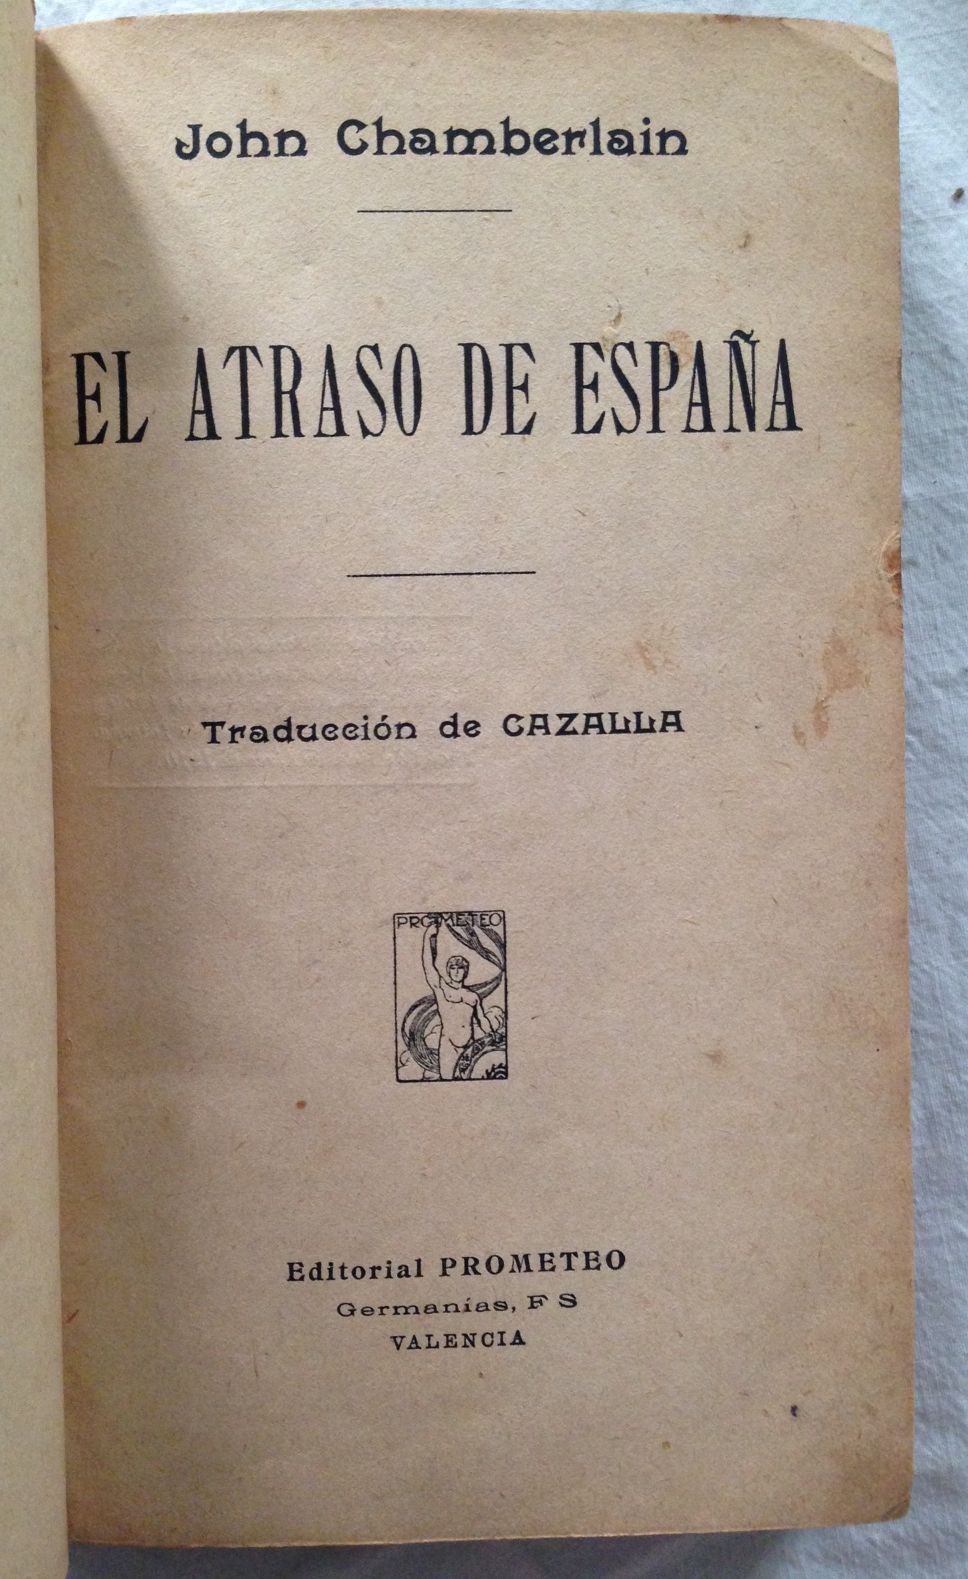 John Chamberlain
EL ATRASO DE ESPAÑA
Traducción de CAZALLA
PROMETEO
Editorial PROMETEO
Germanías, F S
VALENCIA